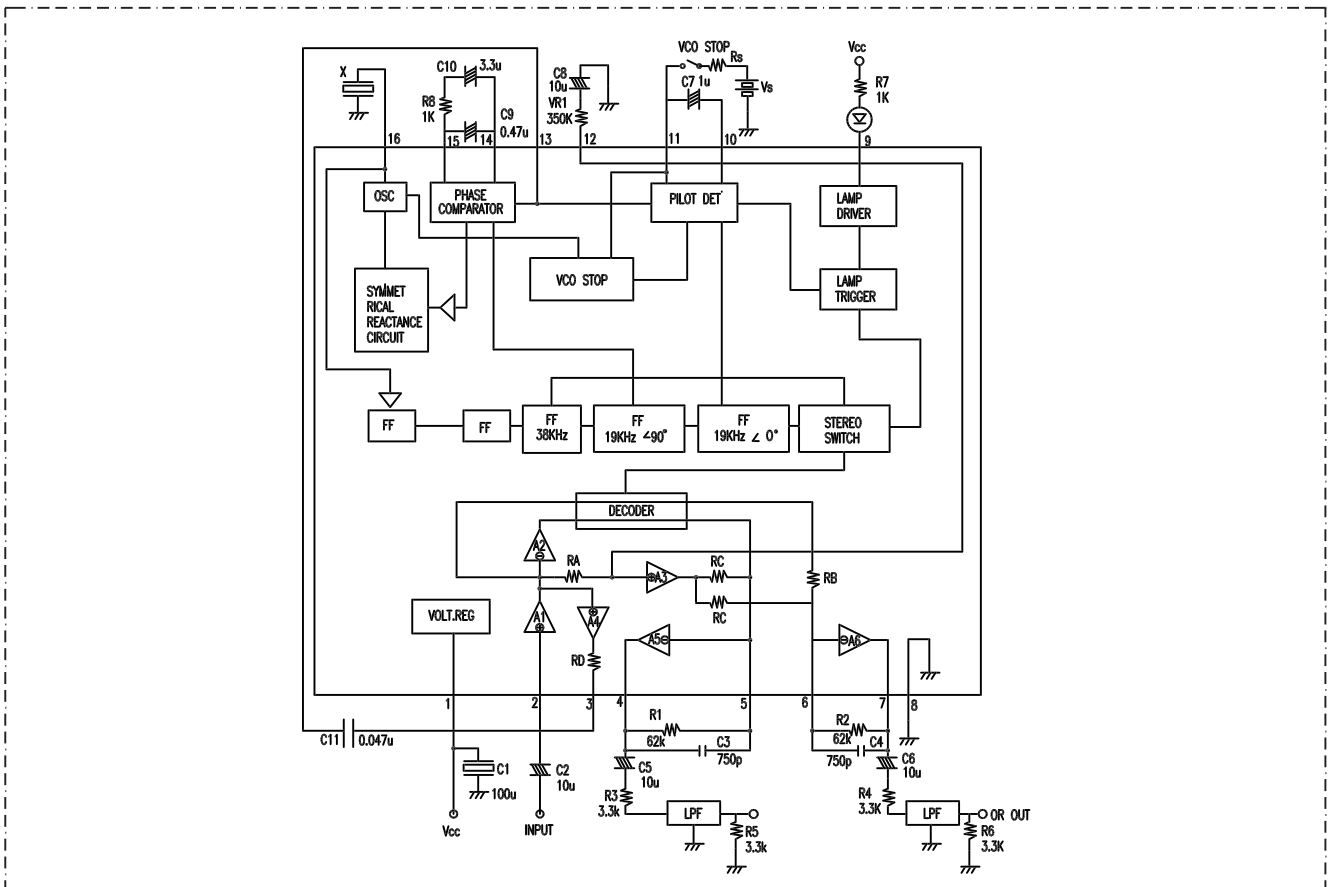 VCO STOP
Rs
Vcc
X
C10
3.3u
C8
10u
VR1
350K
C7 1u
Vs
R7
1K
R8
1K
C9
0.47u
16
15
14
13
12
11
10
9
OSC
PHASE
COMPARATOR
PILOT DET
LAMP
DRIVER
VCO STOP
LAMP
TRIGGER
SYMMET
RICAL
REACTANCE
CIRCUIT
FF
FF
FF
38KHz
FF
19KHz ∠90°
FF
19KHz ∠ 0°
STEREO
SWITCH
DECODER
A2
⊖
RA
⊕A3
RC
RC
RB
VOLT.REG
A1
⊕
⊕
A4
A5⊖
⊖A6
RD
1
2
3
4
5
6
7
8
C11
0.047u
R1
62k
C3
750p
R2
62k
C4
750p
C1
100u
C2
10u
C5
10u
C6
10u
R3
3.3k
R4
3.3K
LPF
LPF
OR OUT
Vcc
INPUT
R5
3.3k
R6
3.3K